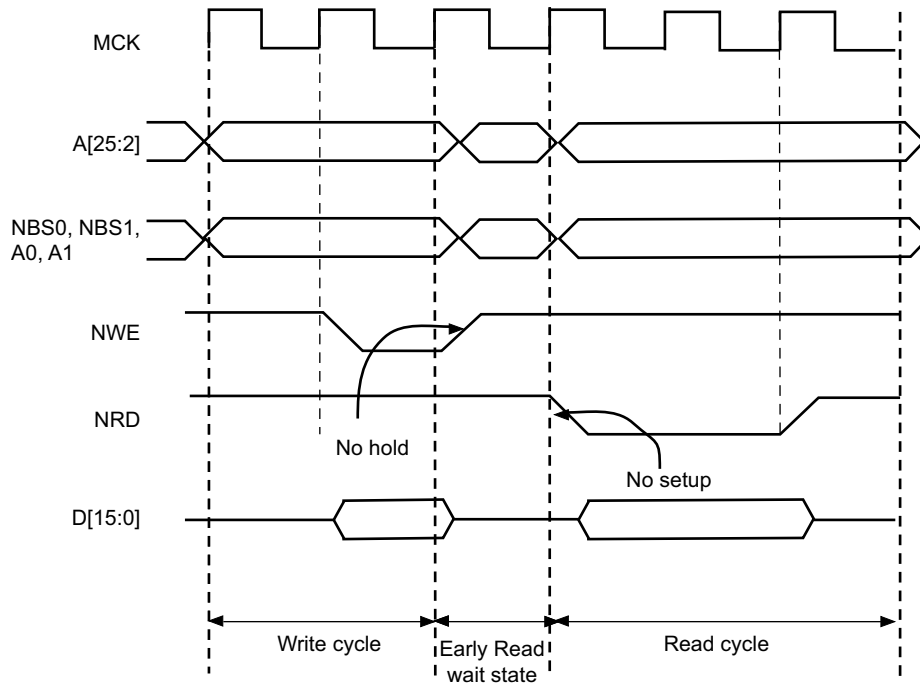 MCK
A[25:2]
NBS0, NBS1,
A0, A1
NWE
NRD
No hold
No setup
D[15:0]
Write cycle
Early Read
wait state
Read cycle